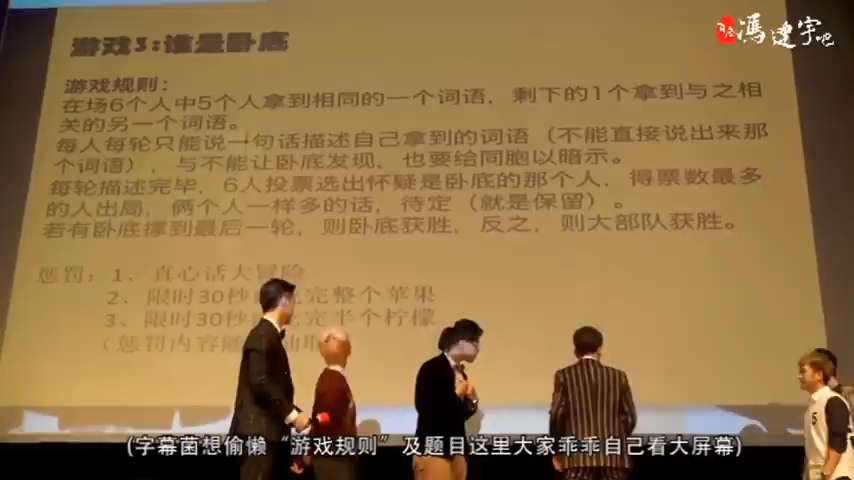 冯建宇吧
游戏3:谁是卧底
游戏规则:
在场6个人中5个人拿到相同的一个词语，剩下的1个拿到与之相
关的另一个词语。
每人每轮只能说一句话描述自己拿到的词语（不能直接说出来那
个词语），与不能让卧底发现，也要给同胞以暗示。
每轮描述完毕，6人投票选出怀疑是卧底的那个人，得票数最多
的人出局，俩个人一样多的话，待定（就是保留）。
若有卧底撑到最后一轮，则卧底获胜，反之，则大部队获胜。
惩罚：1、真心话大冒险
2、限时30秒 完整个苹果
3、限时30秒 完半个柠檬
（惩罚内容
(字幕菌想偷懒“游戏规则”及题目这里大家乖乖自己看大屏幕)